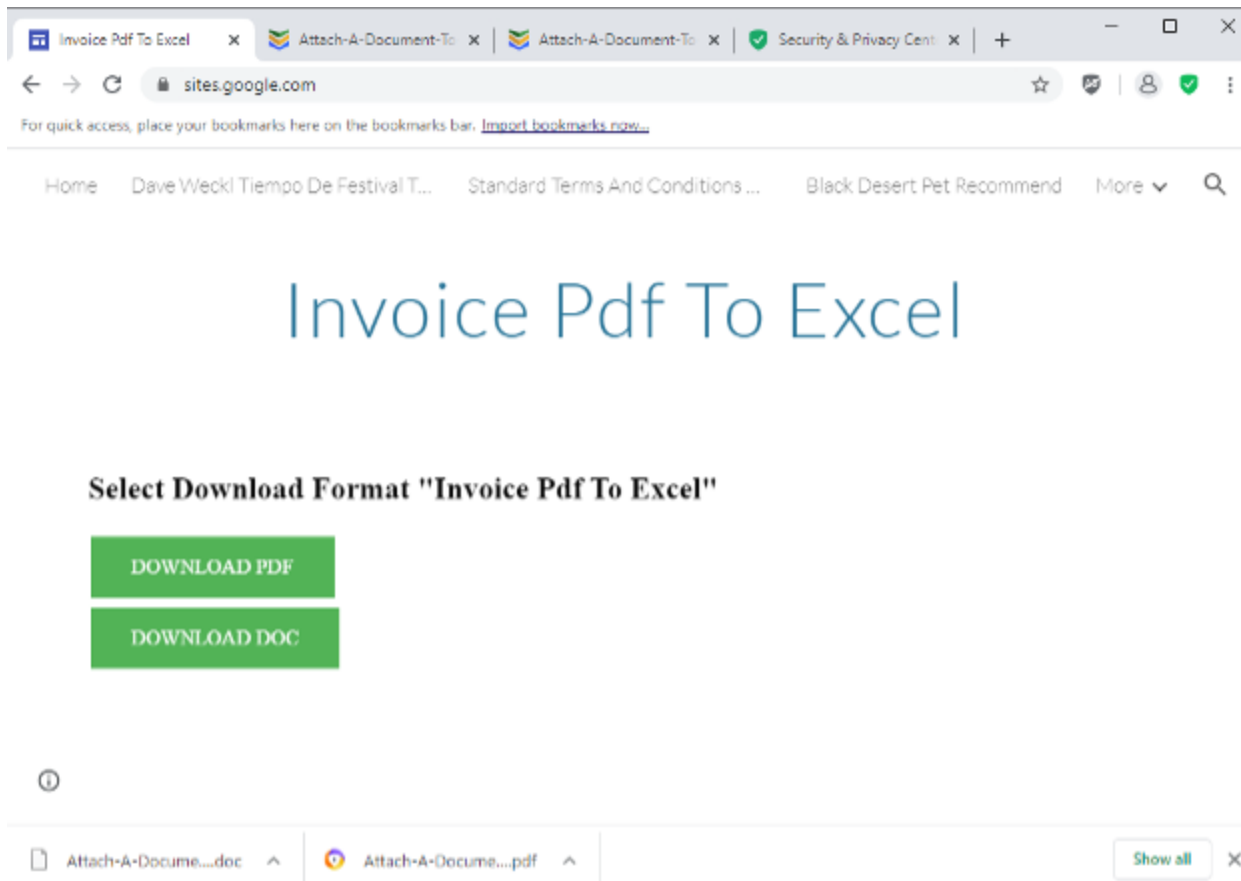 Invoice Pdf To Excel
Attach-A-Document-To
Attach-A-Document-To
Security & Privacy Cent
sites.google.com
For quick access, place your bookmarks here on the bookmarks bar. Import bookmarks now...
Home
Dave Weckl Tiempo De Festival T...
Standard Terms And Conditions ...
Black Desert Pet Recommend
More
Invoice Pdf To Excel
Select Download Format "Invoice Pdf To Excel"
DOWNLOAD PDF
DOWNLOAD DOC
Attach-A-Docume....doc
Attach-A-Docume....pdf
Show all